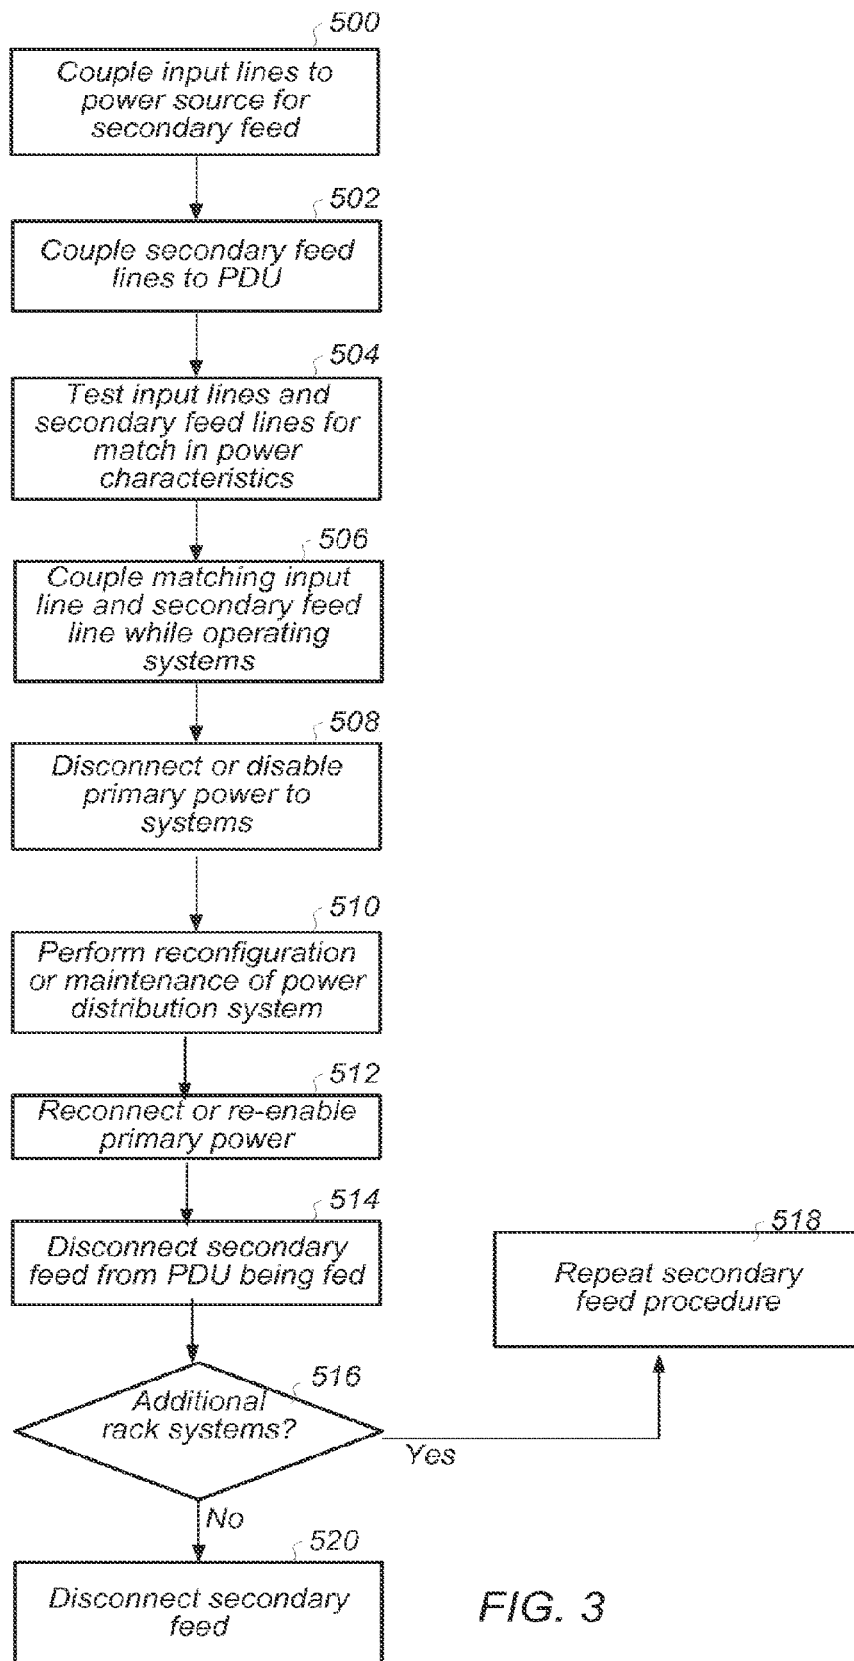 500
Couple input lines to
power source for
secondary feed
502
Couple secondary feed
lines to PDU
504
Test input lines and
secondary feed lines for
match in power
characteristics
506
Couple matching input
line and secondary feed
line while operating
systems
508
Disconnect or disable
primary power to
systems
510
Perform reconfiguration
or maintenance of power
distribution system
512
Reconnect or re-enable
primary power
514
Disconnect secondary
feed from PDU being fed
518
Repeat secondary
feed procedure
516
Additional
rack systems?
Yes
No
520
Disconnect secondary
feed
FIG. 3